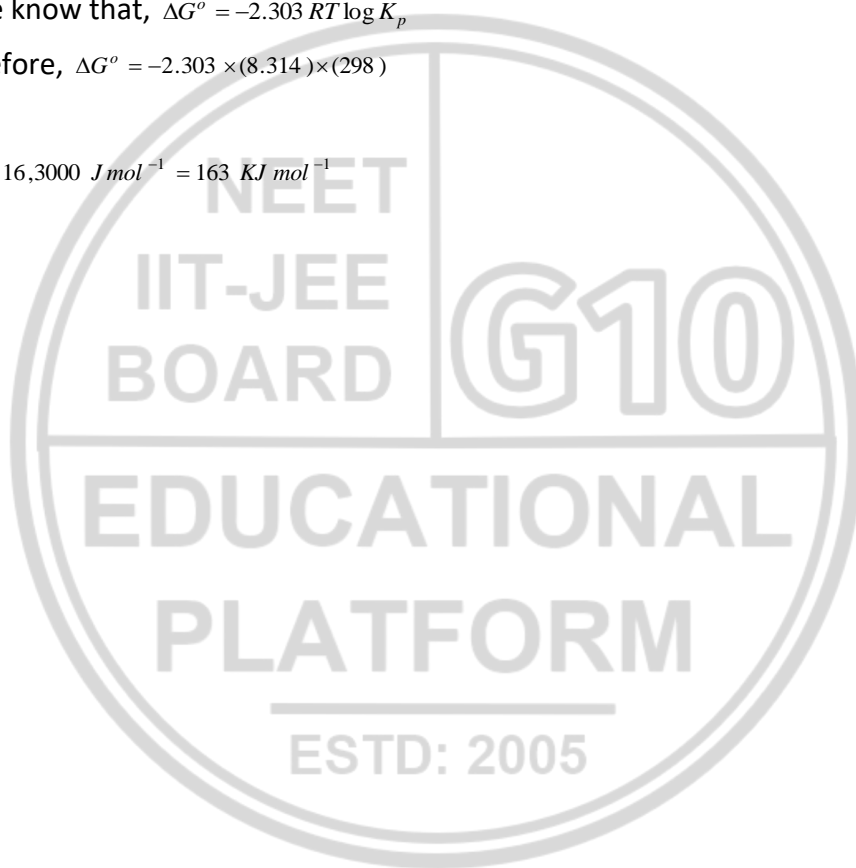 e know that, ΔG° = −2.303 RT log Kₚ
efore, ΔG° = −2.303 × (8.314) × (298)
16,3000 J mol⁻¹ = 163 KJ mol⁻¹
NEET
IIT-JEE
BOARD
G10
EDUCATIONAL
PLATFORM
ESTD: 2005